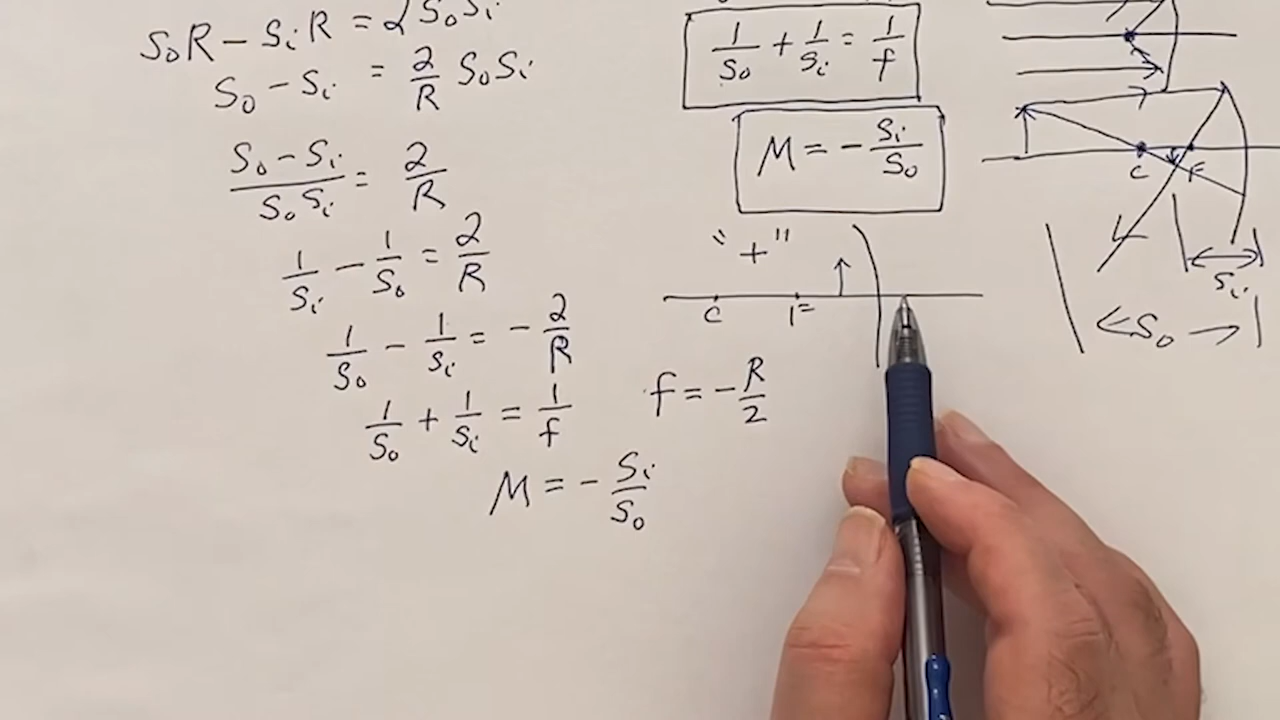 SoR - SiR = 2SoSi
So - Si = 2/R SoSi
(So - Si)/(SoSi) = 2/R
1/Si - 1/So = 2/R
1/So - 1/Si = - 2/R
1/So + 1/Si = 1/f
M = - Si/So
1/So + 1/Si = 1/f
M = - Si/So
"+"
C F
f = - R/2
C F
Si
So